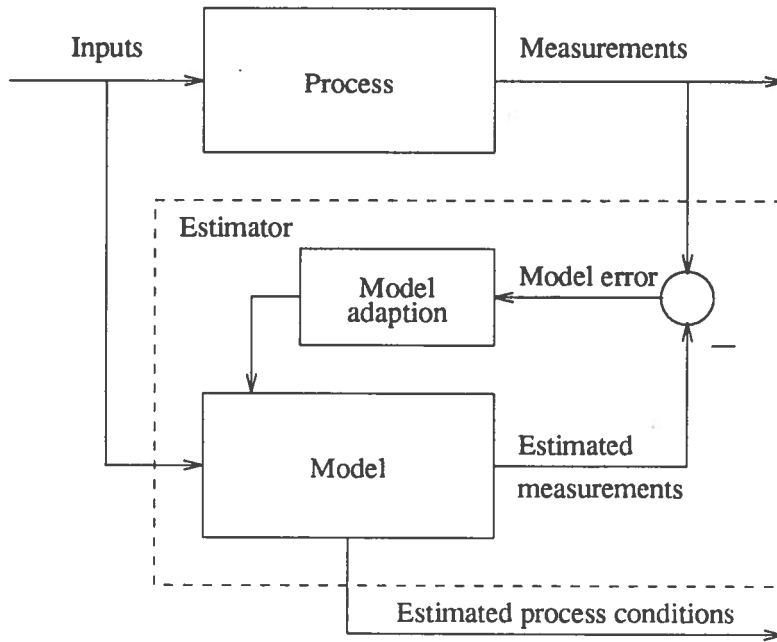 Inputs
Measurements
Process
Estimator
Model
adaption
Model error
Model
Estimated
measurements
Estimated process conditions